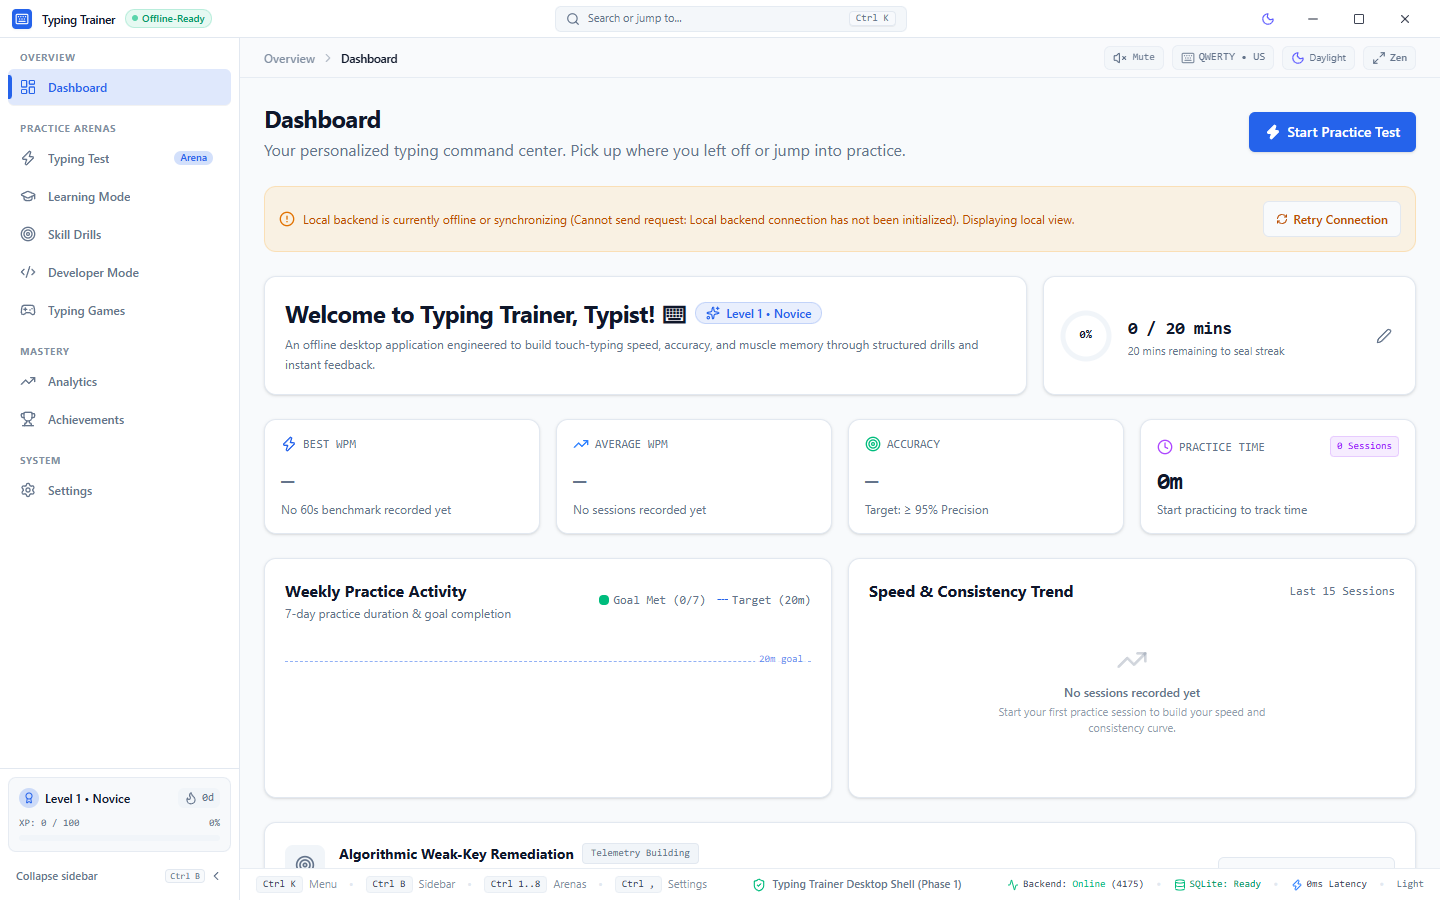 Typing Trainer
Offline-Ready
Search or jump to...
Ctrl K
OVERVIEW
Dashboard
PRACTICE ARENAS
Typing Test
Arena
Learning Mode
Skill Drills
Developer Mode
Typing Games
MASTERY
Analytics
Achievements
SYSTEM
Settings
Level 1 • Novice
0d
XP: 0 / 100
0%
Collapse sidebar
Ctrl B
Overview
Dashboard
Mute
QWERTY • US
Daylight
Zen
Dashboard
Your personalized typing command center. Pick up where you left off or jump into practice.
Start Practice Test
Local backend is currently offline or synchronizing (Cannot send request: Local backend connection has not been initialized). Displaying local view.
Retry Connection
Welcome to Typing Trainer, Typist!
Level 1 • Novice
An offline desktop application engineered to build touch-typing speed, accuracy, and muscle memory through structured drills and
instant feedback.
0%
0 / 20 mins
20 mins remaining to seal streak
BEST WPM
—
No 60s benchmark recorded yet
AVERAGE WPM
—
No sessions recorded yet
ACCURACY
—
Target: ≥ 95% Precision
PRACTICE TIME
0 Sessions
0m
Start practicing to track time
Weekly Practice Activity
7-day practice duration & goal completion
Goal Met (0/7)
Target (20m)
20m goal
Speed & Consistency Trend
Last 15 Sessions
No sessions recorded yet
Start your first practice session to build your speed and
consistency curve.
Algorithmic Weak-Key Remediation
Telemetry Building
Ctrl K
Menu
Ctrl B
Sidebar
Ctrl 1..8
Arenas
Ctrl ,
Settings
Typing Trainer Desktop Shell (Phase 1)
Backend: Online (4175)
SQLite: Ready
0ms Latency
Light